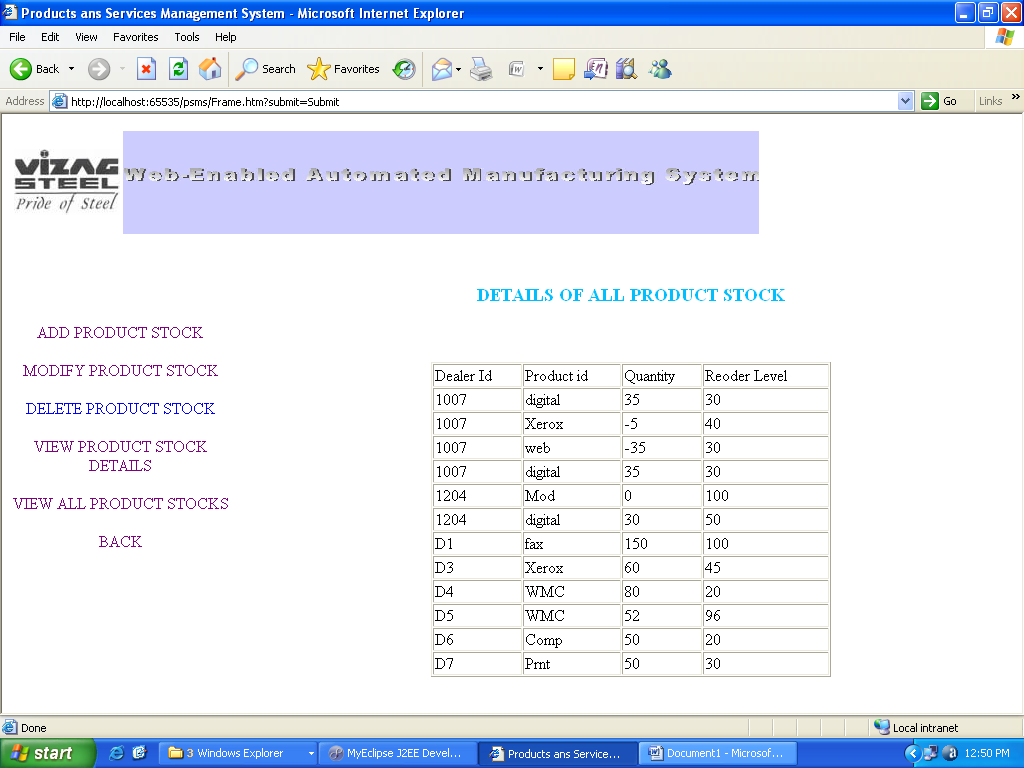 Products ans Services Management System - Microsoft Internet Explorer
File Edit View Favorites Tools Help
Back Search Favorites
Address http://localhost:65535/psms/Frame.htm?submit=Submit Go Links »
VIZAG
STEEL
Pride of Steel
Web-Enabled Automated Manufacturing System
DETAILS OF ALL PRODUCT STOCK
ADD PRODUCT STOCK
MODIFY PRODUCT STOCK
DELETE PRODUCT STOCK
VIEW PRODUCT STOCK
DETAILS
VIEW ALL PRODUCT STOCKS
BACK
Dealer Id Product id Quantity Reoder Level
1007 digital 35 30
1007 Xerox -5 40
1007 web -35 30
1007 digital 35 30
1204 Mod 0 100
1204 digital 30 50
D1 fax 150 100
D3 Xerox 60 45
D4 WMC 80 20
D5 WMC 52 96
D6 Comp 50 20
D7 Prnt 50 30
Done Local intranet
start 3 Windows Explorer MyEclipse J2EE Devel... Products ans Service... Document1 - Microsof... 12:50 PM